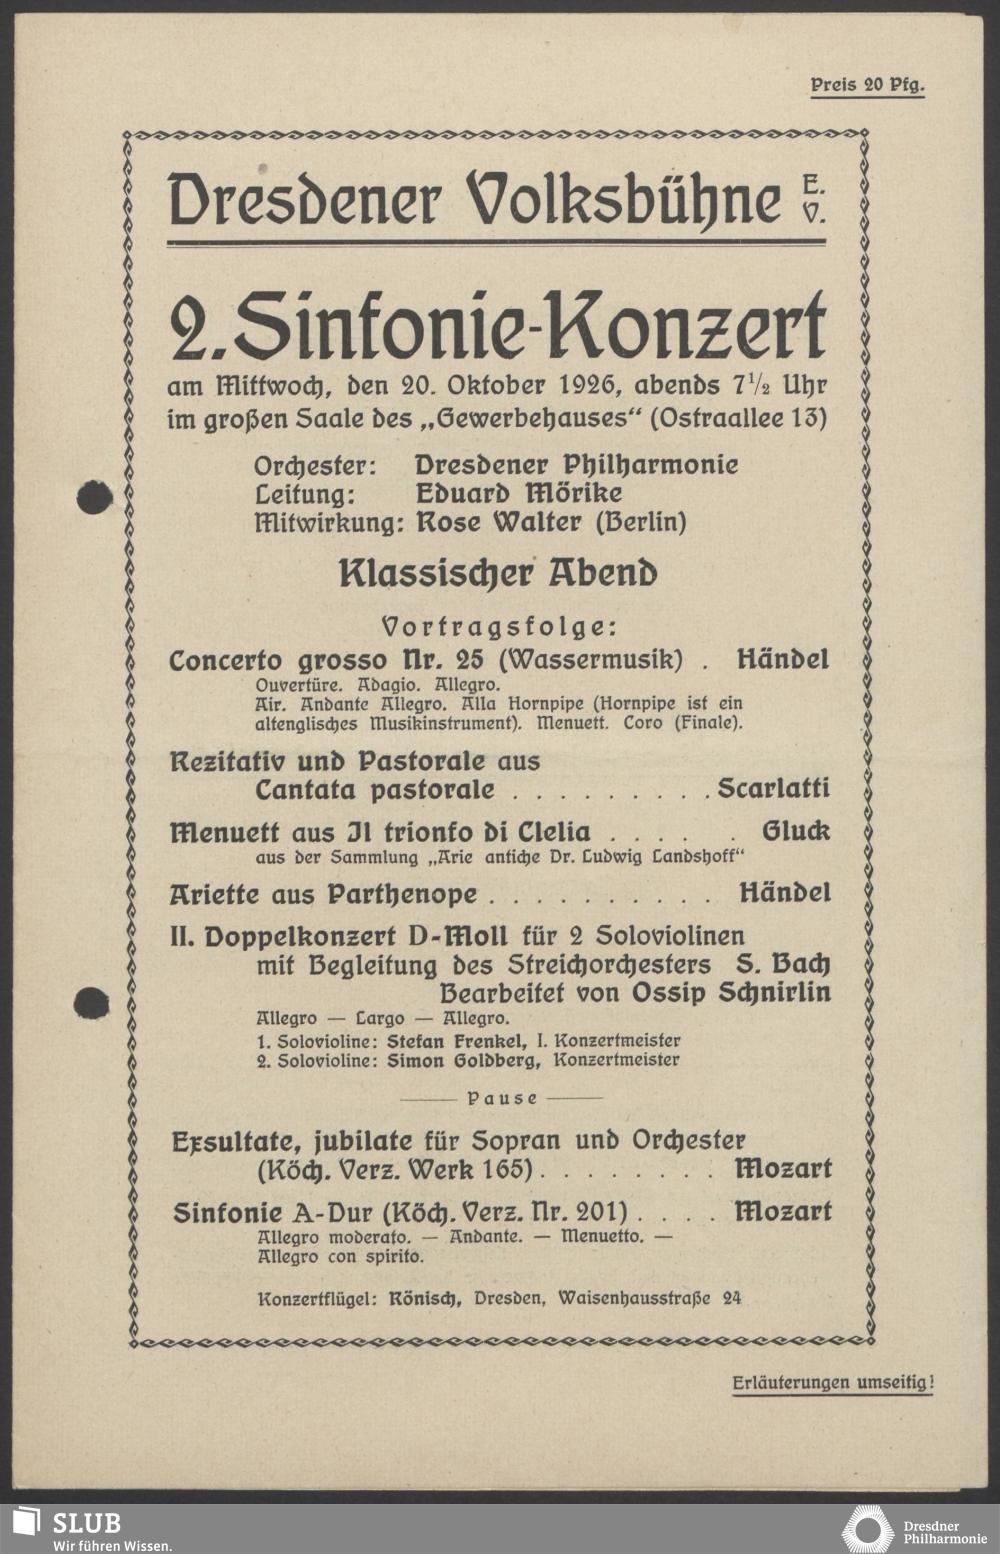 Preis 20 Pfg.
Dresdener Volksbühne E. V.
2. Sinfonie-Konzert
am Mittwoch, den 20. Oktober 1926, abends 7½ Uhr
im großen Saale des „Gewerbehauses“ (Ostraallee 13)
Orchester: Dresdener Philharmonie
Leitung: Eduard Mörike
Mitwirkung: Rose Walter (Berlin)
Klassischer Abend
Vortragsfolge:
Concerto grosso Nr. 25 (Wassermusik) . Händel
Ouvertüre. Adagio. Allegro.
Air. Andante Allegro. Alla Hornpipe (Hornpipe ist ein
altenglisches Musikinstrument). Menuett. Coro (Finale).
Rezitativ und Pastorale aus
Cantata pastorale . . . . . . . . . Scarlatti
Menuett aus Il trionfo di Clelia . . . . . Gluck
aus der Sammlung „Arie antiche Dr. Ludwig Landshoff“
Ariette aus Parthenope . . . . . . . . . . Händel
II. Doppelkonzert D-Moll für 2 Soloviolinen
mit Begleitung des Streichorchesters S. Bach
Bearbeitet von Ossip Schnirlin
Allegro — Largo — Allegro.
1. Solovioline: Stefan Frenkel, I. Konzertmeister
2. Solovioline: Simon Goldberg, Konzertmeister
Pause
Exsultate, jubilate für Sopran und Orchester
(Köch. Verz. Werk 165) . . . . . . . . Mozart
Sinfonie A-Dur (Köch. Verz. Nr. 201) . . . . Mozart
Allegro moderato. — Andante. — Menuetto. —
Allegro con spirito.
Konzertflügel: Rönisch, Dresden, Waisenhausstraße 24
Erläuterungen umseitig!
SLUB
Wir führen Wissen.
Dresdner
Philharmonie